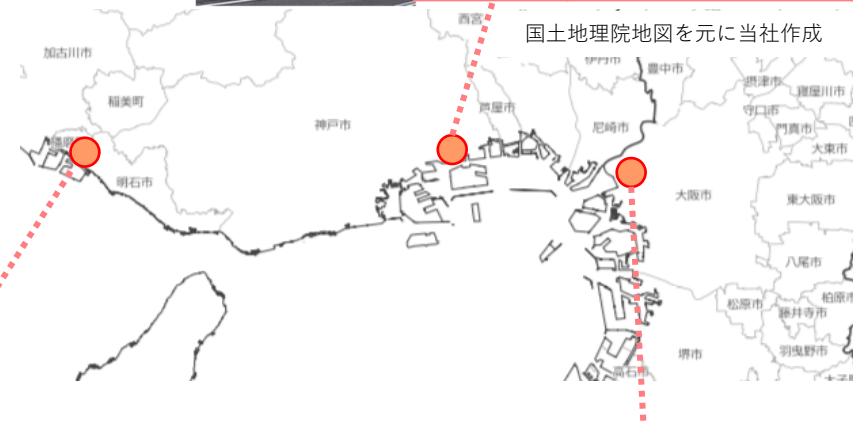 西宮
国土地理院地図を元に当社作成
加古川市
伊丹市
豊中市
摂津市
寝屋川市
稲美町
芦屋市
守口市
神戸市
尼崎市
門真市
大東市
播磨
明石市
大阪市
東大阪市
八尾市
松原市
柏原市
藤井寺市
堺市
羽曳野市
高石市